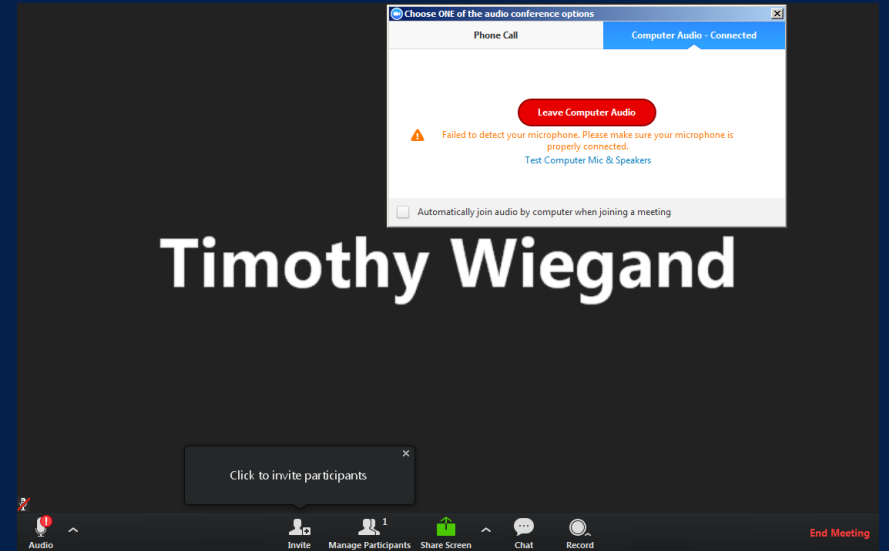 Choose ONE of the audio conference options
Phone Call
Computer Audio - Connected
Leave Computer Audio
Failed to detect your microphone. Please make sure your microphone is
properly connected.
Test Computer Mic & Speakers
Automatically join audio by computer when joining a meeting
Timothy Wiegand
Click to invite participants
1
Audio
Invite
Manage Participants
Share Screen
Chat
Record
End Meeting